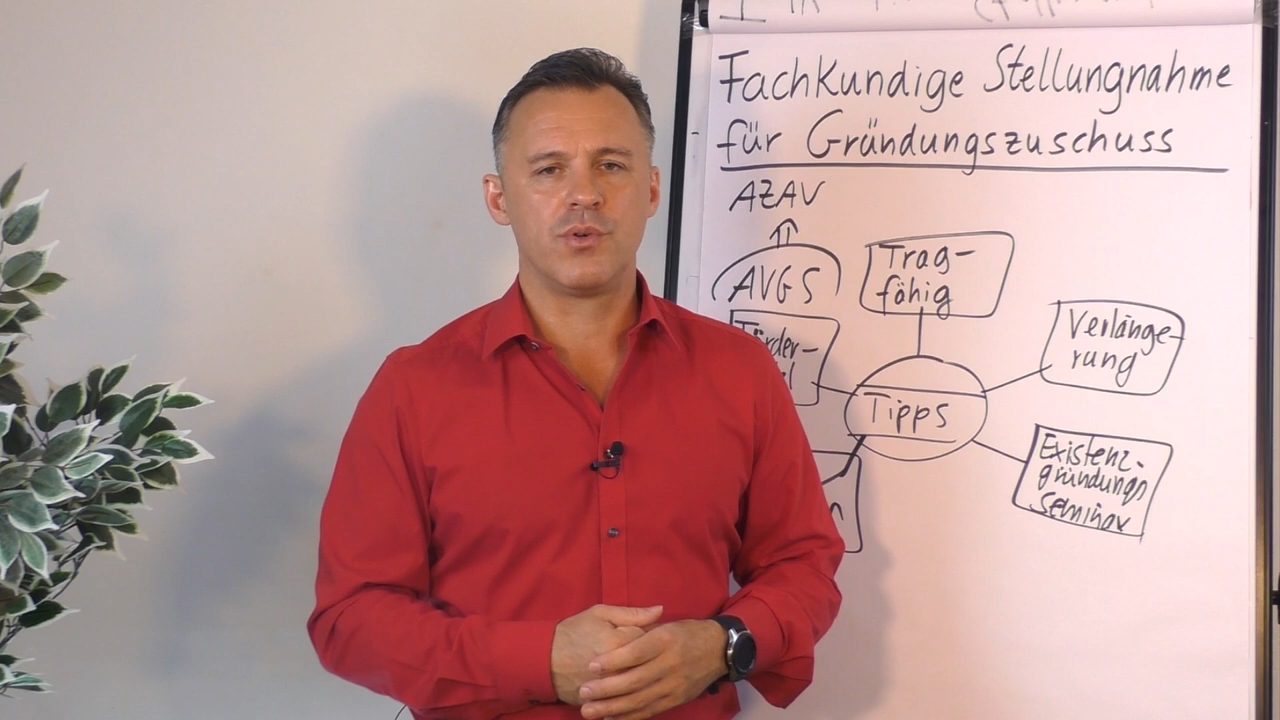 Fachkundige Stellungnahme
für Gründungszuschuss
AZAV
AVGS
Trag-
fähig
Verlänge-
rung
Tipps
Existenz-
gründungs
Seminar